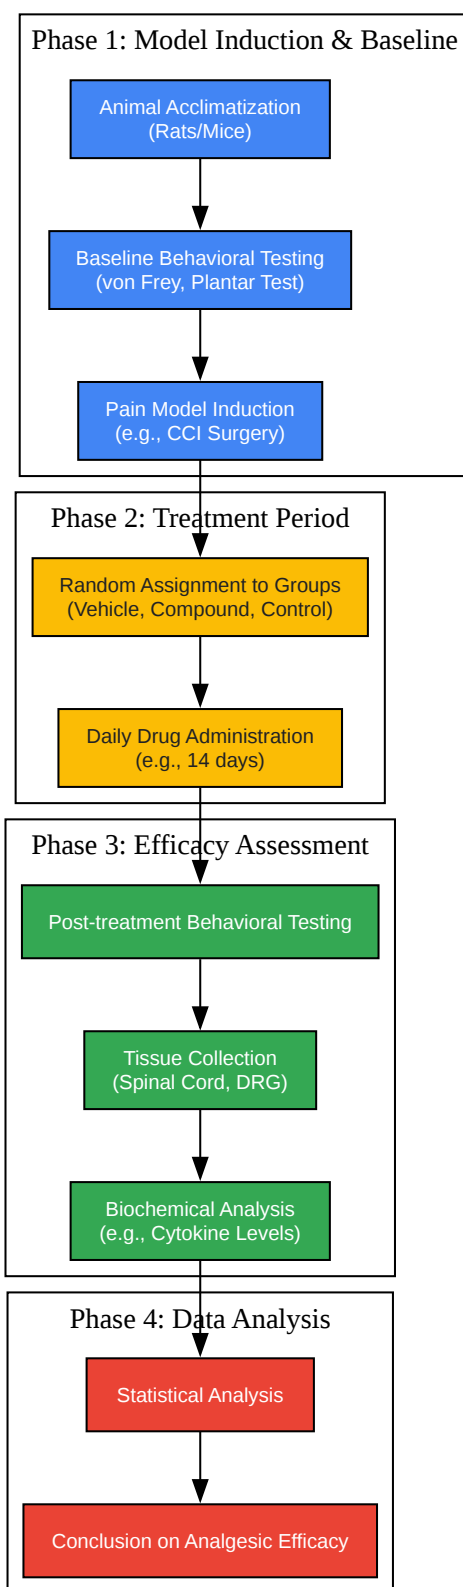 Phase 1: Model Induction & Baseline
Animal Acclimatization
(Rats/Mice)
Baseline Behavioral Testing
(von Frey, Plantar Test)
Pain Model Induction
(e.g., CCI Surgery)
Phase 2: Treatment Period
Random Assignment to Groups
(Vehicle, Compound, Control)
Daily Drug Administration
(e.g., 14 days)
Phase 3: Efficacy Assessment
Post-treatment Behavioral Testing
Tissue Collection
(Spinal Cord, DRG)
Biochemical Analysis
(e.g., Cytokine Levels)
Phase 4: Data Analysis
Statistical Analysis
Conclusion on Analgesic Efficacy